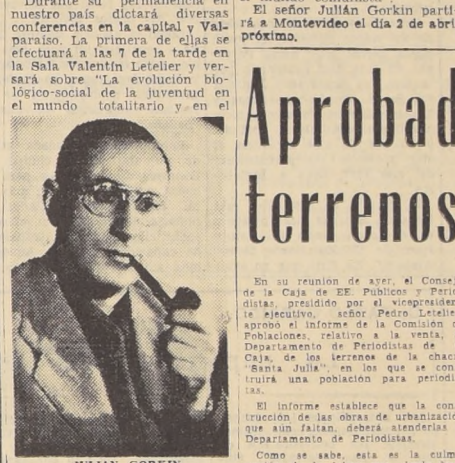 Durante su permanencia en
nuestro país dictará diversas
conferencias en la capital y Val-
paraíso. La primera de ellas se
efectuará a las 7 de la tarde en
la Sala Valentín Letelier y ver-
sará sobre "La evolución bio-
lógico-social de la juventud en
el mundo totalitario y en el
JULIAN GORKIN
El señor Julián Gorkin parti-
rá a Montevideo el día 2 de abri
próximo.
Aprobad
terrenos
En su reunión de ayer, el Conse
de la Caja de EE. Públicos y Perio
distas, presidido por el vicepresiden
te ejecutivo, señor Pedro Letelie
aprobó el informe de la Comisión d
Poblaciones, relativo a la venta,
Departamento de Periodistas de
Caja, de los terrenos de la chac
"Santa Julia", en los que se cons
truirá una población para periodi
tas.
El informe establece que la con
trucción de las obras de urbanizació
que aún faltan, deberá atenderlas
Departamento de Periodistas.
Como se sabe, esta es la culm